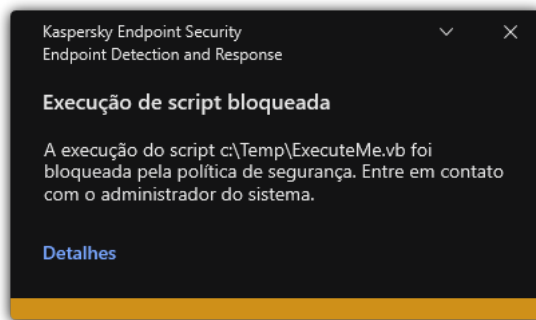 Kaspersky Endpoint Security
Endpoint Detection and Response
Execução de script bloqueada
A execução do script c:\Temp\ExecuteMe.vb foi
bloqueada pela política de segurança. Entre em contato
com o administrador do sistema.
Detalhes